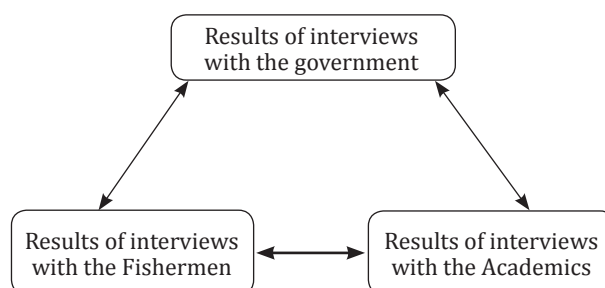 Results of interviews
with the government
Results of interviews
with the Fishermen
Results of interviews
with the Academics